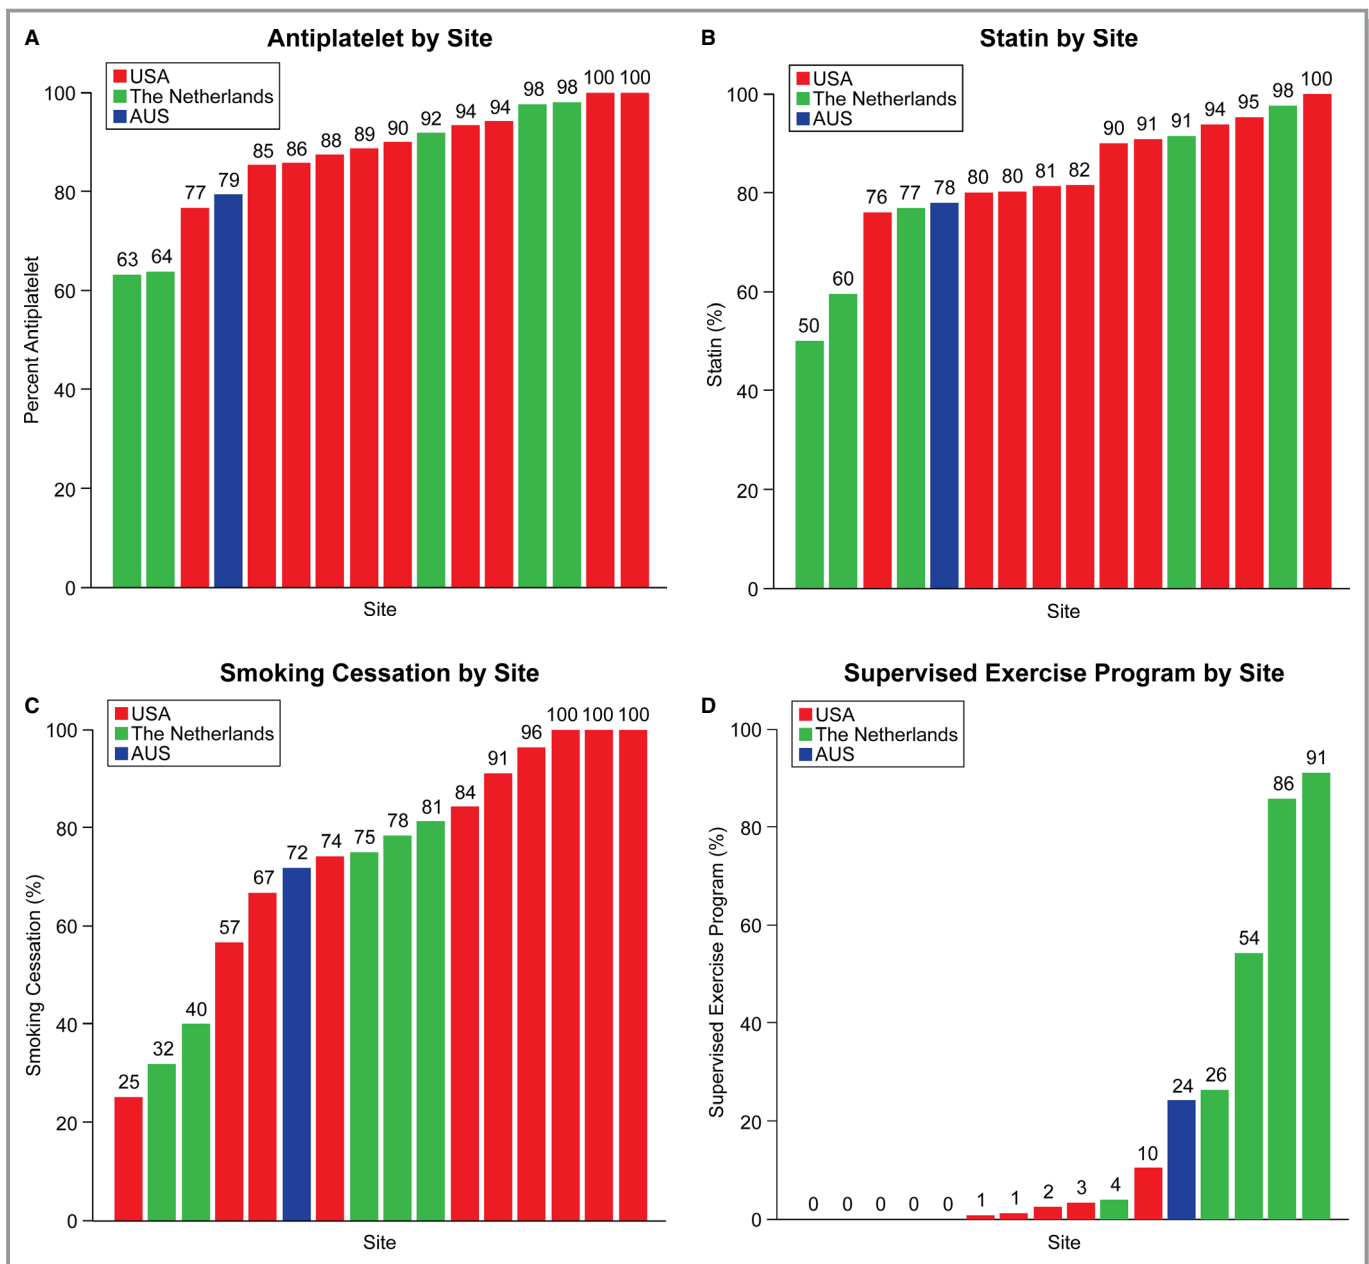 A
Antiplatelet by Site
USA
The Netherlands
AUS
Percent Antiplatelet
100
80
60
40
20
0
63 64 77 79 85 86 88 89 90 92 94 94 98 98 100 100
Site
B
Statin by Site
USA
The Netherlands
AUS
Statin (%)
100
80
60
40
20
0
50 60 76 77 78 80 80 81 82 90 91 91 94 95 98 100
Site
C
Smoking Cessation by Site
USA
The Netherlands
AUS
Smoking Cessation (%)
100
80
60
40
20
0
25 32 40 57 67 72 74 75 78 81 84 91 96 100 100 100
Site
D
Supervised Exercise Program by Site
USA
The Netherlands
AUS
Supervised Exercise Program (%)
100
80
60
40
20
0
0 0 0 0 0 1 1 2 3 4 10 24 26 54 86 91
Site